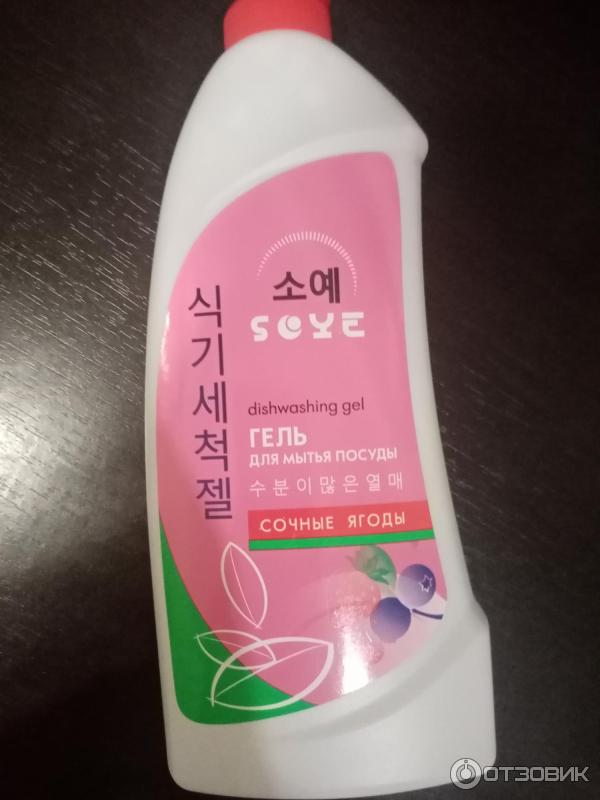 소예
SOYE
식기세척젤
dishwashing gel
ГЕЛЬ
ДЛЯ МЫТЬЯ ПОСУДЫ
수분이많은열매
СОЧНЫЕ ЯГОДЫ
ОТЗОВИК